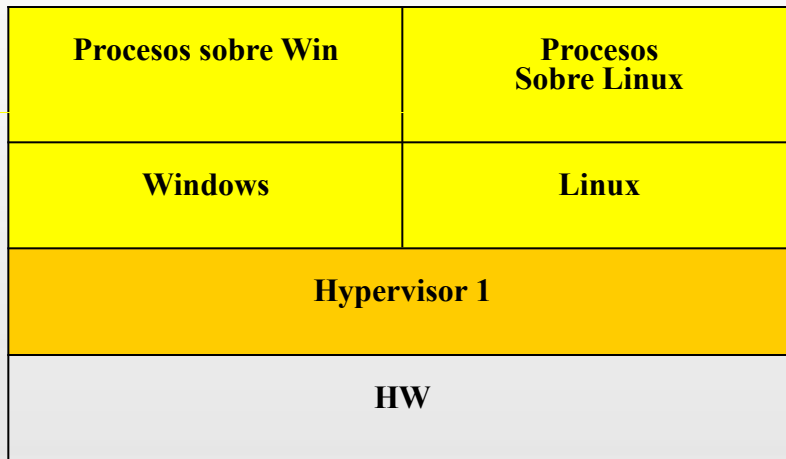 Procesos sobre Win
Procesos
Sobre Linux
Windows
Linux
Hypervisor 1
HW